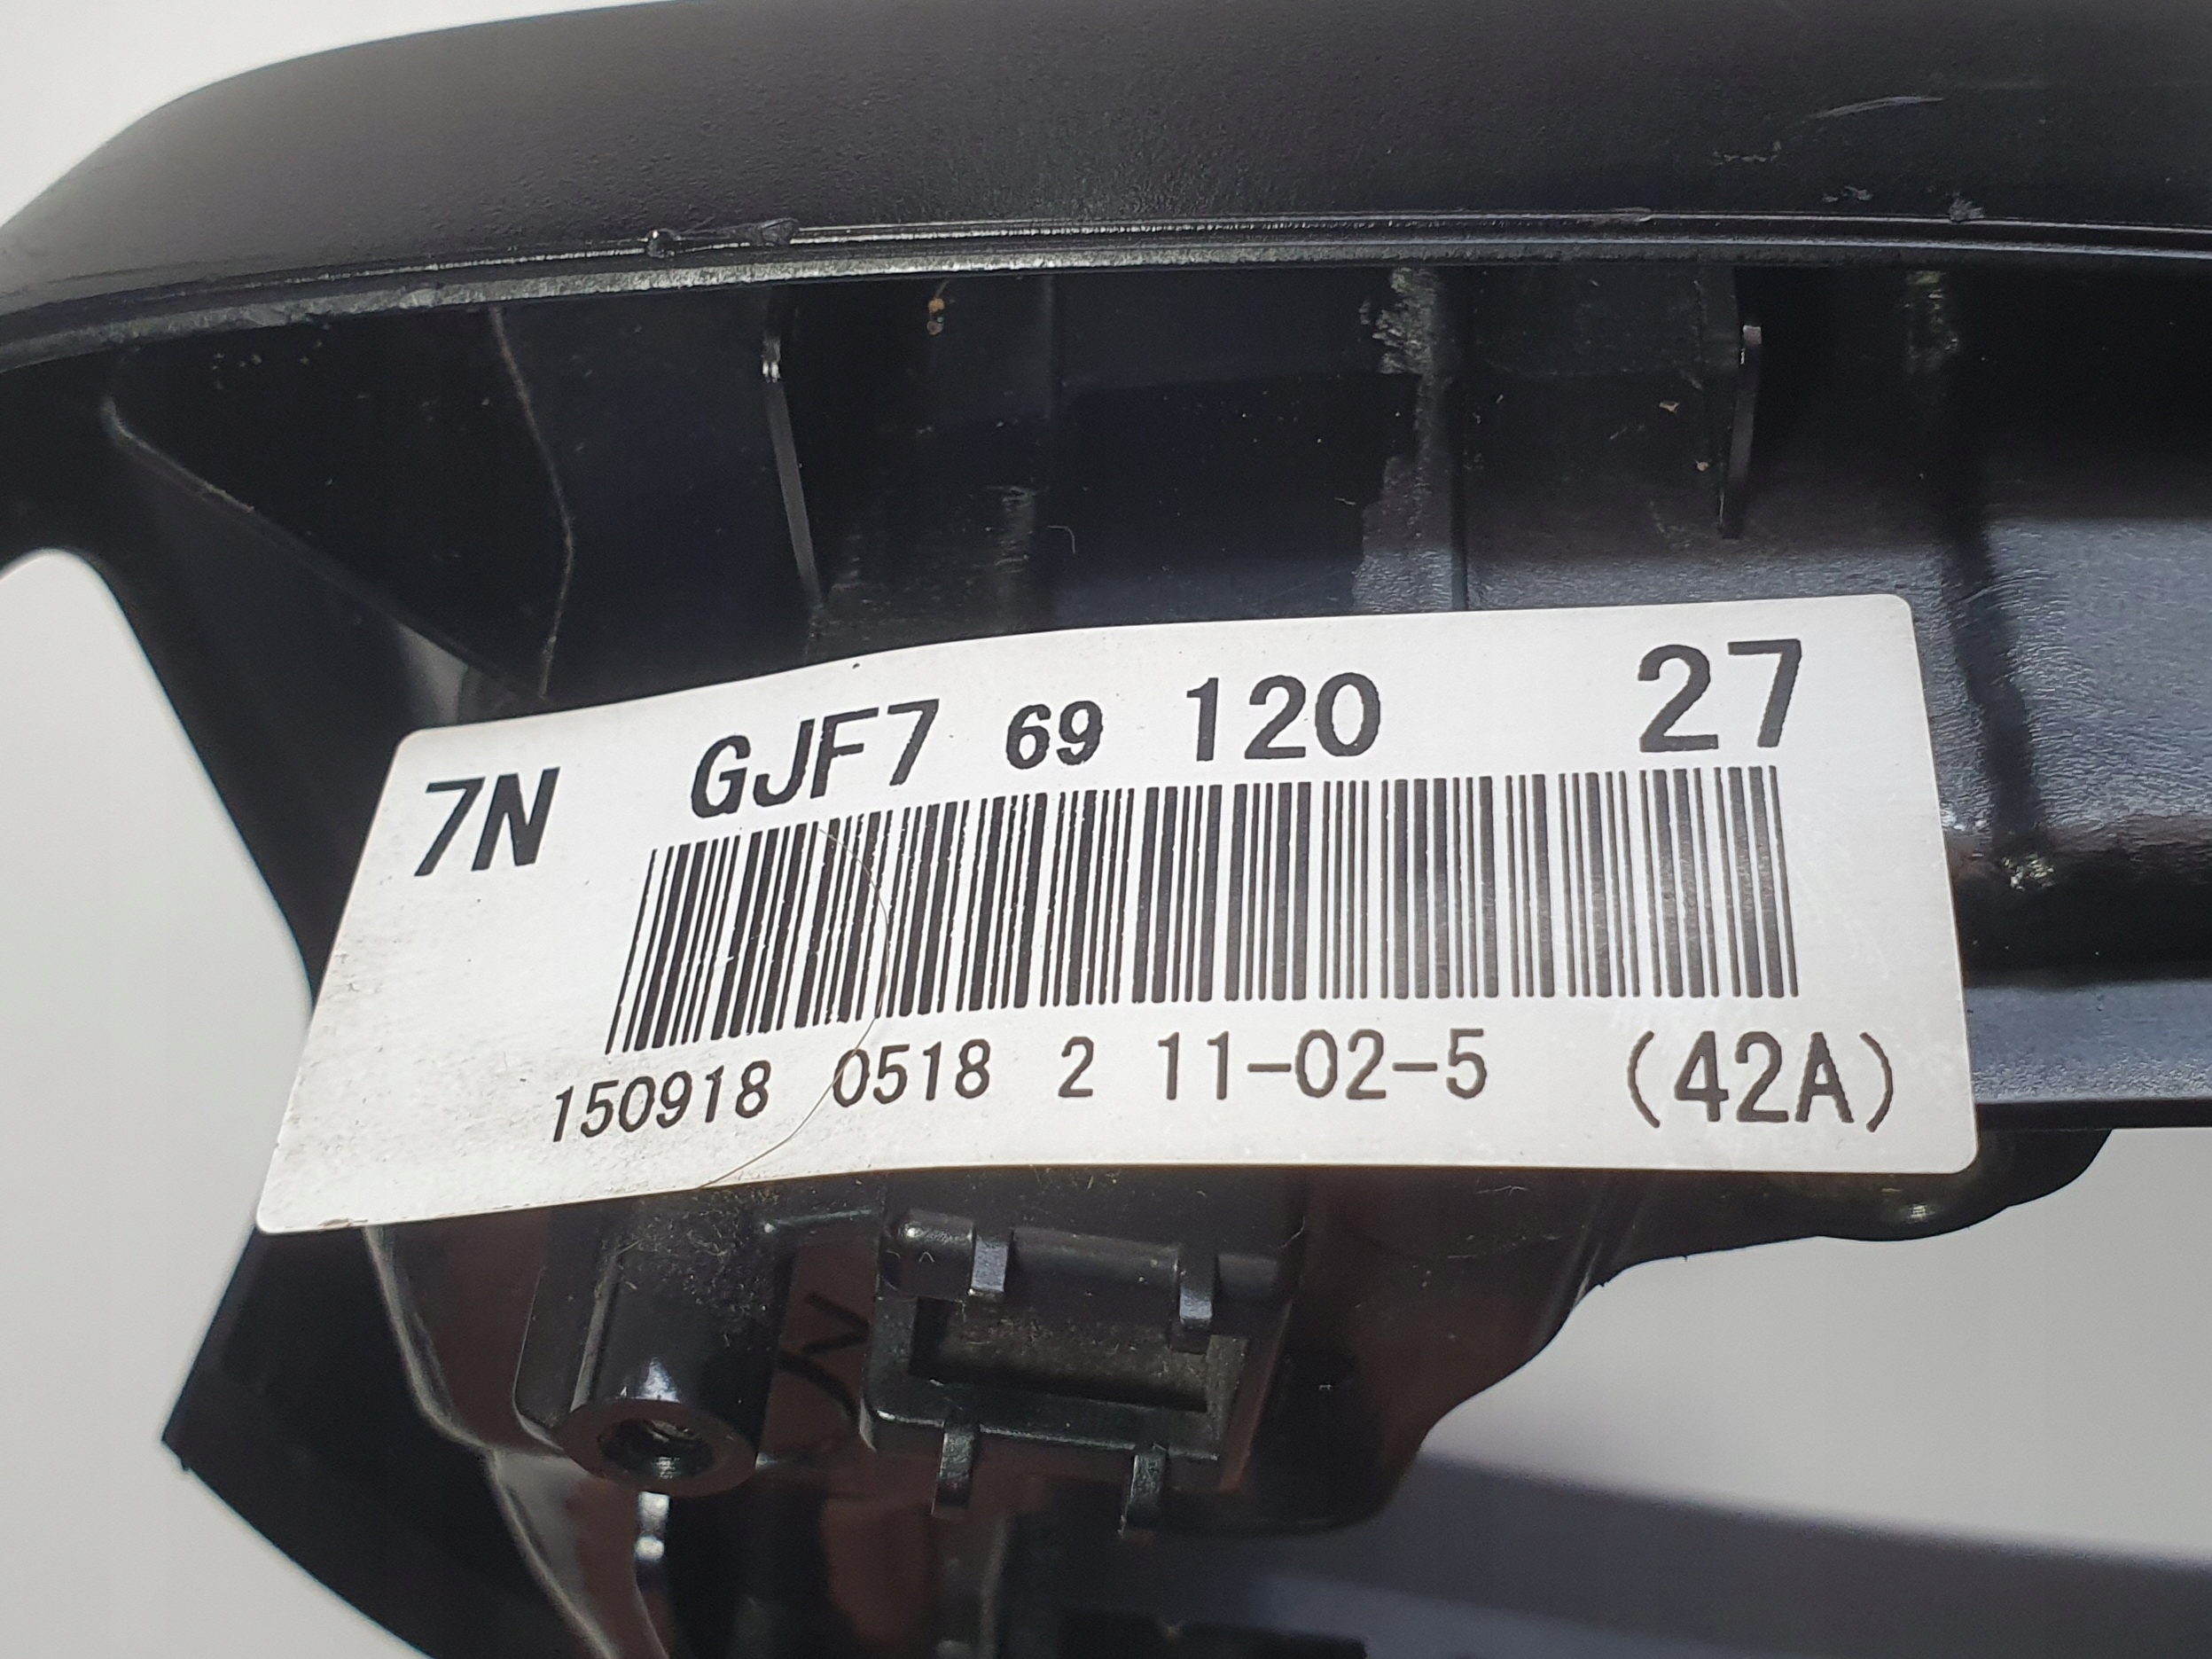 7N GJF7 69 120 27
150918 0518 2 11-02-5 (42A)